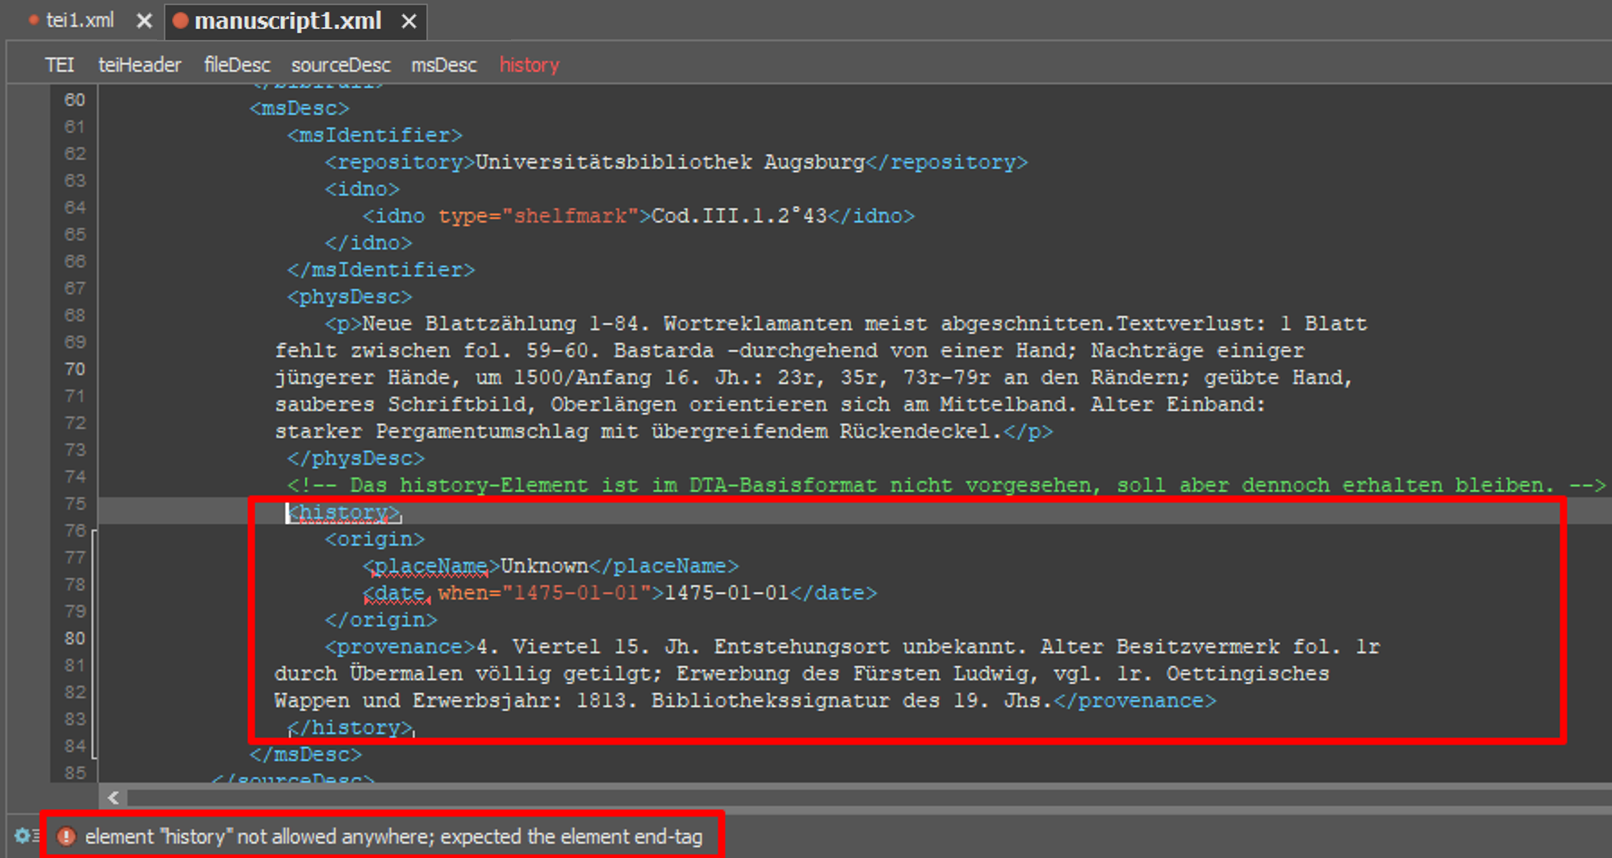 tei1.xml × manuscript1.xml ×
TEI teiHeader fileDesc sourceDesc msDesc history
60 <msDesc>
61 <msIdentifier>
62 <repository>Universitätsbibliothek Augsburg</repository>
63 <idno>
64 <idno type="shelfmark">Cod.III.1.2°43</idno>
65 </idno>
66 </msIdentifier>
67 <physDesc>
68 <p>Neue Blattzählung 1-84. Wortreklamanten meist abgeschnitten.Textverlust: 1 Blatt
69 fehlt zwischen fol. 59-60. Bastarda -durchgehend von einer Hand; Nachträge einiger
70 jüngerer Hände, um 1500/Anfang 16. Jh.: 23r, 35r, 73r-79r an den Rändern; geübte Hand,
71 sauberes Schriftbild, Oberlängen orientieren sich am Mittelband. Alter Einband:
72 starker Pergamentumschlag mit übergreifendem Rückendeckel.</p>
73 </physDesc>
74 <!-- Das history-Element ist im DTA-Basisformat nicht vorgesehen, soll aber dennoch erhalten bleiben. -->
75 <history>
76 <origin>
77 <placeName>Unknown</placeName>
78 <date when="1475-01-01">1475-01-01</date>
79 </origin>
80 <provenance>4. Viertel 15. Jh. Entstehungsort unbekannt. Alter Besitzvermerk fol. 1r
81 durch Übermalen völlig getilgt; Erwerbung des Fürsten Ludwig, vgl. 1r. Oettingisches
82 Wappen und Erwerbsjahr: 1813. Bibliothekssignatur des 19. Jhs.</provenance>
83 </history>
84 </msDesc>
85 </sourceDesc>
element "history" not allowed anywhere; expected the element end-tag